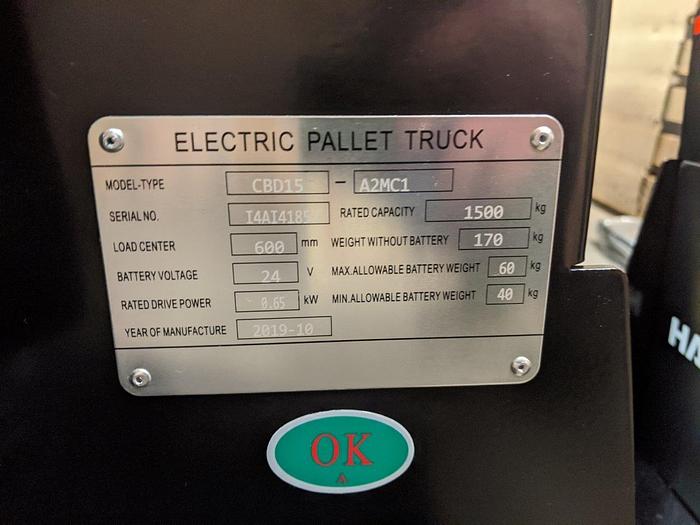 ELECTRIC PALLET TRUCK
MODEL-TYPE CBD15 - A2MC1
SERIAL NO. I4AI4185 RATED CAPACITY 1500 kg
LOAD CENTER 600 mm WEIGHT WITHOUT BATTERY 170 kg
BATTERY VOLTAGE 24 V MAX.ALLOWABLE BATTERY WEIGHT 60 kg
RATED DRIVE POWER 0.65 kW MIN.ALLOWABLE BATTERY WEIGHT 40 kg
YEAR OF MANUFACTURE 2019-10
OK
A
HA